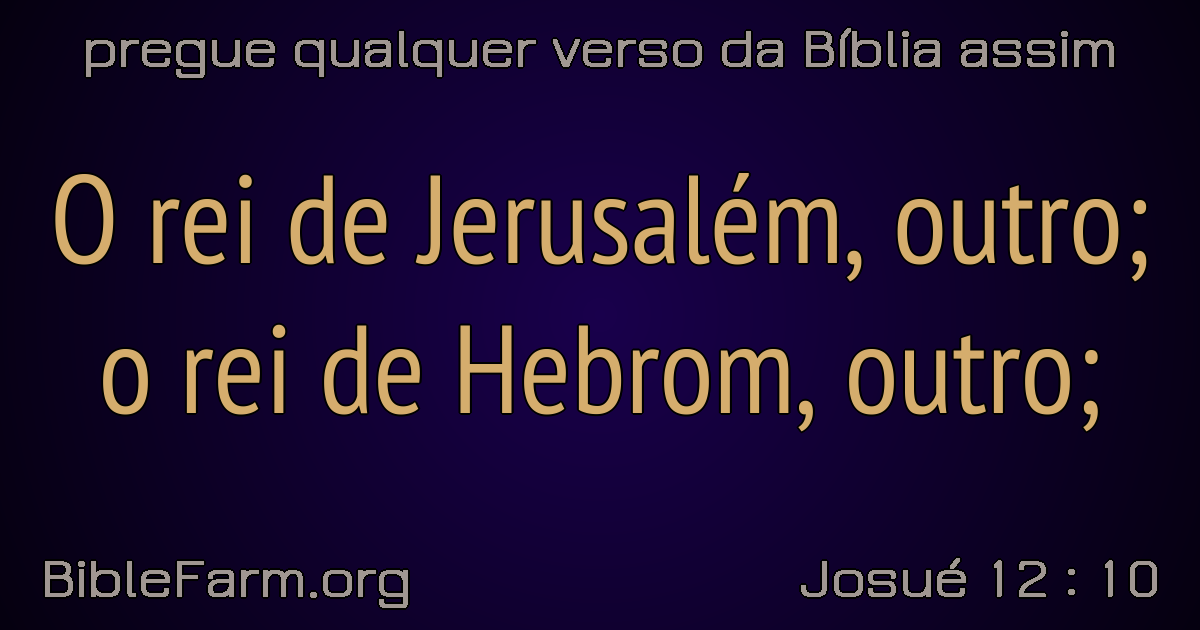 pregue qualquer verso da Bíblia assim
O rei de Jerusalém, outro;
o rei de Hebrom, outro;
BibleFarm.org
Josué 12 : 10